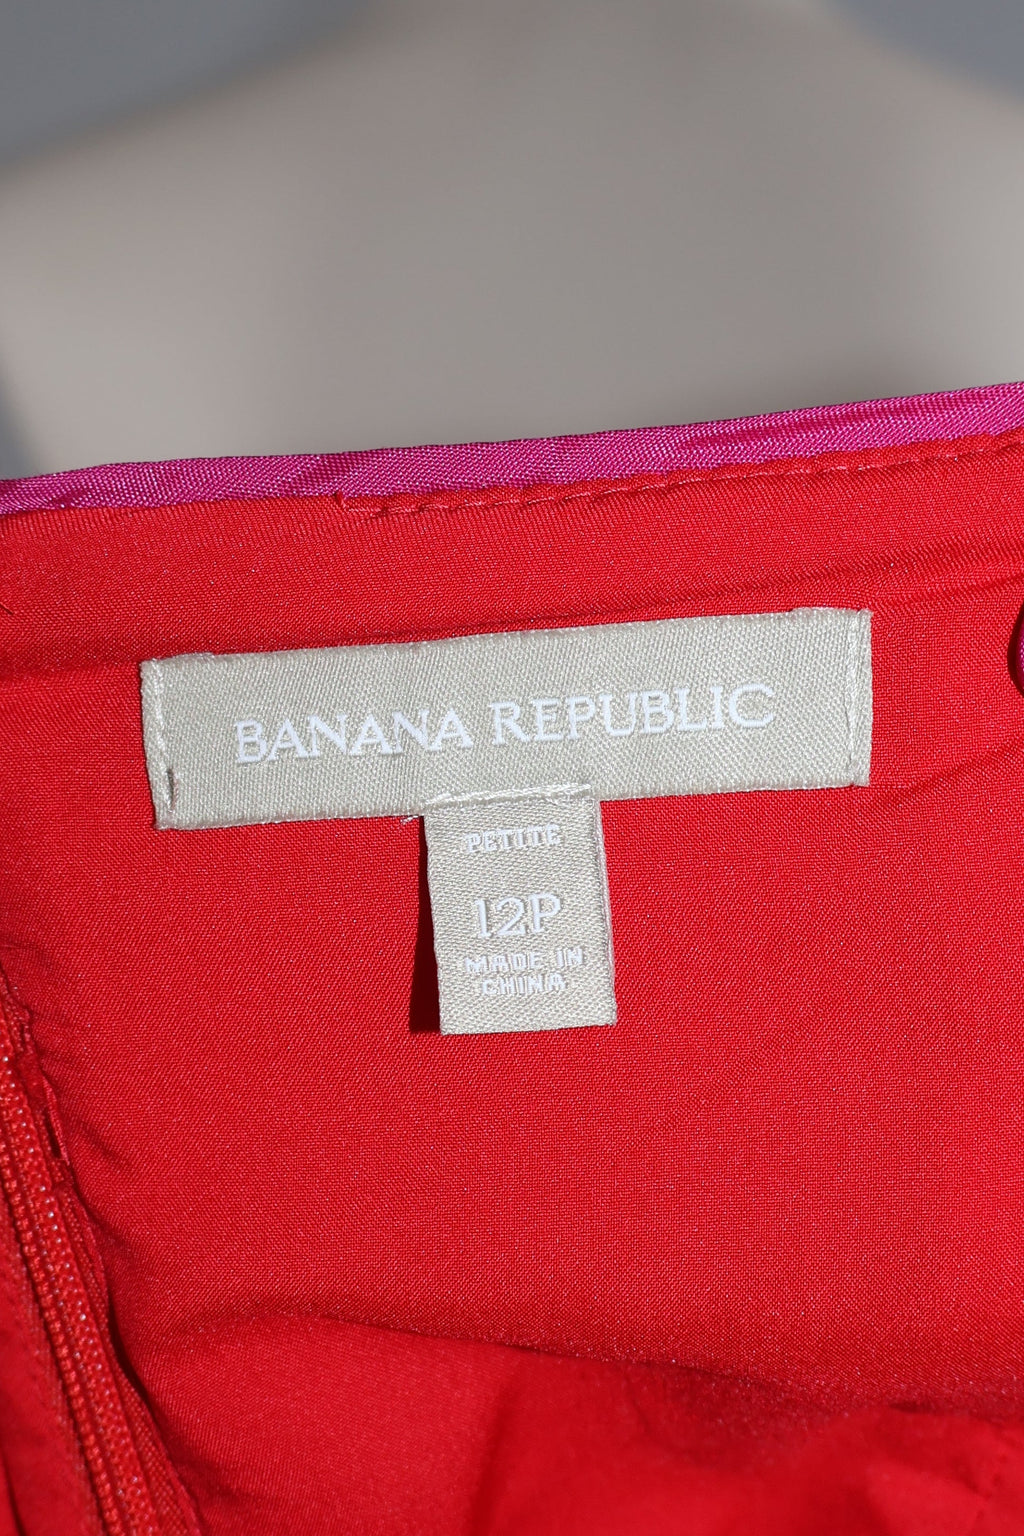 BANANA REPUBLIC
PETITE
12P
MADE IN
CHINA